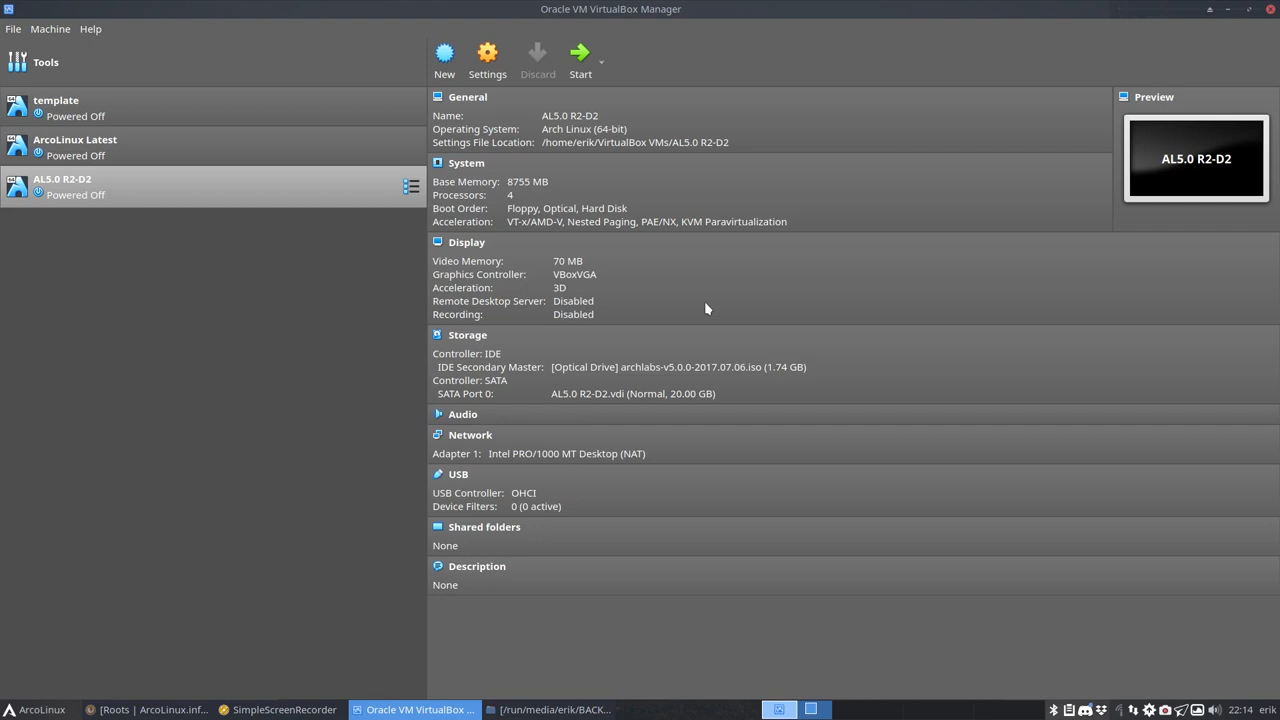 Oracle VM VirtualBox Manager
File Machine Help
Tools
New Settings Discard Start
template
Powered Off
ArcoLinux Latest
Powered Off
AL5.0 R2-D2
Powered Off
General
Name: AL5.0 R2-D2
Operating System: Arch Linux (64-bit)
Settings File Location: /home/erik/VirtualBox VMs/AL5.0 R2-D2
Preview
AL5.0 R2-D2
System
Base Memory: 8755 MB
Processors: 4
Boot Order: Floppy, Optical, Hard Disk
Acceleration: VT-x/AMD-V, Nested Paging, PAE/NX, KVM Paravirtualization
Display
Video Memory: 70 MB
Graphics Controller: VBoxVGA
Acceleration: 3D
Remote Desktop Server: Disabled
Recording: Disabled
Storage
Controller: IDE
IDE Secondary Master: [Optical Drive] archlabs-v5.0.0-2017.07.06.iso (1.74 GB)
Controller: SATA
SATA Port 0: AL5.0 R2-D2.vdi (Normal, 20.00 GB)
Audio
Network
Adapter 1: Intel PRO/1000 MT Desktop (NAT)
USB
USB Controller: OHCI
Device Filters: 0 (0 active)
Shared folders
None
Description
None
ArcoLinux [Roots | ArcoLinux.inf... SimpleScreenRecorder Oracle VM VirtualBox ... [/run/media/erik/BACK... 22:14 erik